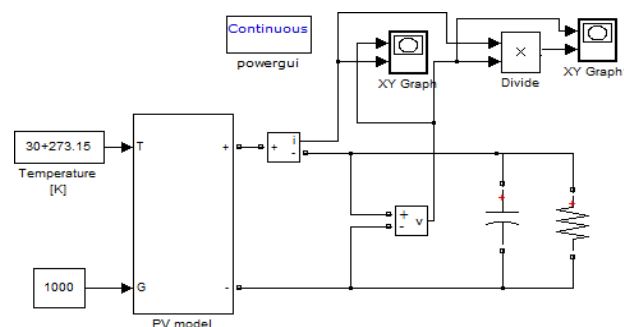 Continuous
powergui
XY Graph
×
Divide
XY Graph
30+273.15
Temperature
[K]
T
+
+
i
-
+
-
v
1000
G
-
PV model
+
+